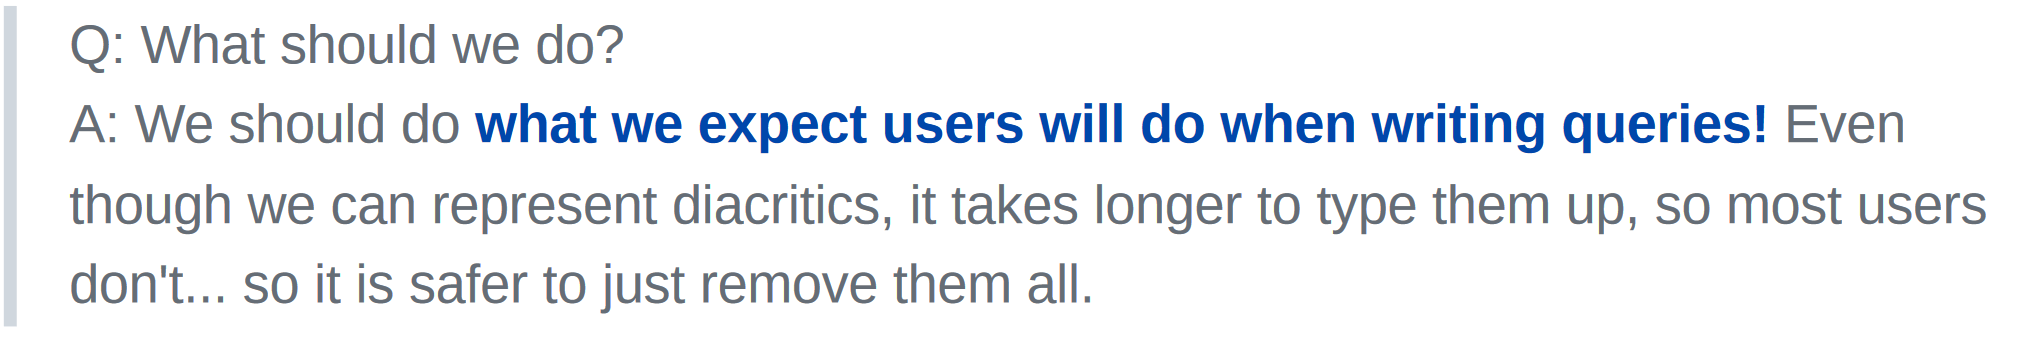 Q: What should we do?
A: We should do what we expect users will do when writing queries! Even
though we can represent diacritics, it takes longer to type them up, so most users
don't... so it is safer to just remove them all.